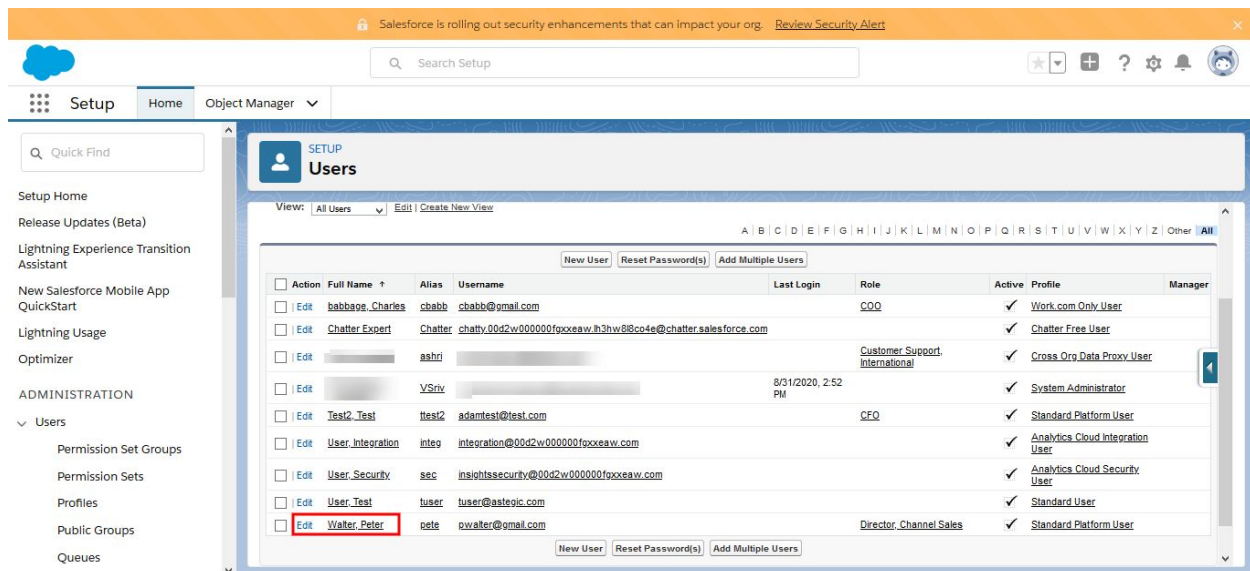 Salesforce is rolling out security enhancements that can impact your org. Review Security Alert
Search Setup
Setup Home Object Manager
Quick Find
Setup Home
Release Updates (Beta)
Lightning Experience Transition
Assistant
New Salesforce Mobile App
QuickStart
Lightning Usage
Optimizer
ADMINISTRATION
Users
Permission Set Groups
Permission Sets
Profiles
Public Groups
Queues
SETUP
Users
View: All Users Edit | Create New View
A | B | C | D | E | F | G | H | I | J | K | L | M | N | O | P | Q | R | S | T | U | V | W | X | Y | Z | Other All
New User Reset Password(s) Add Multiple Users
Action Full Name ↑ Alias Username Last Login Role Active Profile Manager
| Edit babbage, Charles cbabb cbabb@gmail.com COO Work.com Only User
| Edit Chatter Expert Chatter chatty.00d2w000000fgxxeaw.lh3hw8l8co4e@chatter.salesforce.com Chatter Free User
| Edit ashri Customer Support, International Cross Org Data Proxy User
| Edit VSriv 8/31/2020, 2:52 PM System Administrator
| Edit Test2, Test ttest2 adamtest@test.com CFO Standard Platform User
| Edit User, Integration integ integration@00d2w000000fgxxeaw.com Analytics Cloud Integration User
| Edit User, Security sec insightssecurity@00d2w000000fgxxeaw.com Analytics Cloud Security User
| Edit User, Test tuser tuser@astegic.com Standard User
Edit Walter, Peter pete pwalter@gmail.com Director, Channel Sales Standard Platform User
New User Reset Password(s) Add Multiple Users